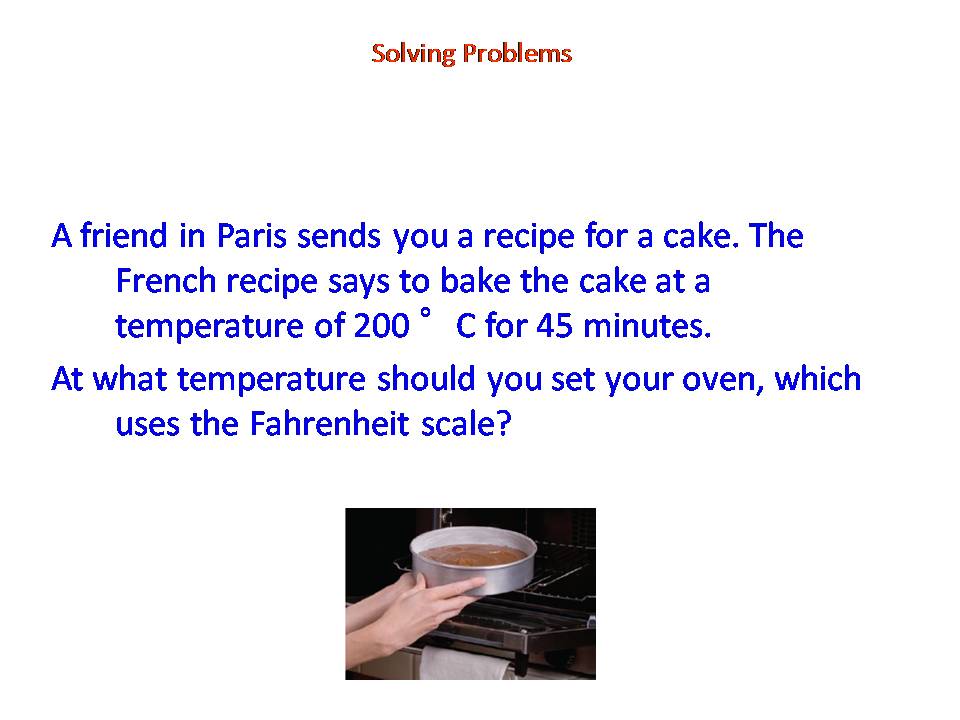 Solving Problems
A friend in Paris sends you a recipe for a cake. The
French recipe says to bake the cake at a
temperature of 200 ° C for 45 minutes.
At what temperature should you set your oven, which
uses the Fahrenheit scale?